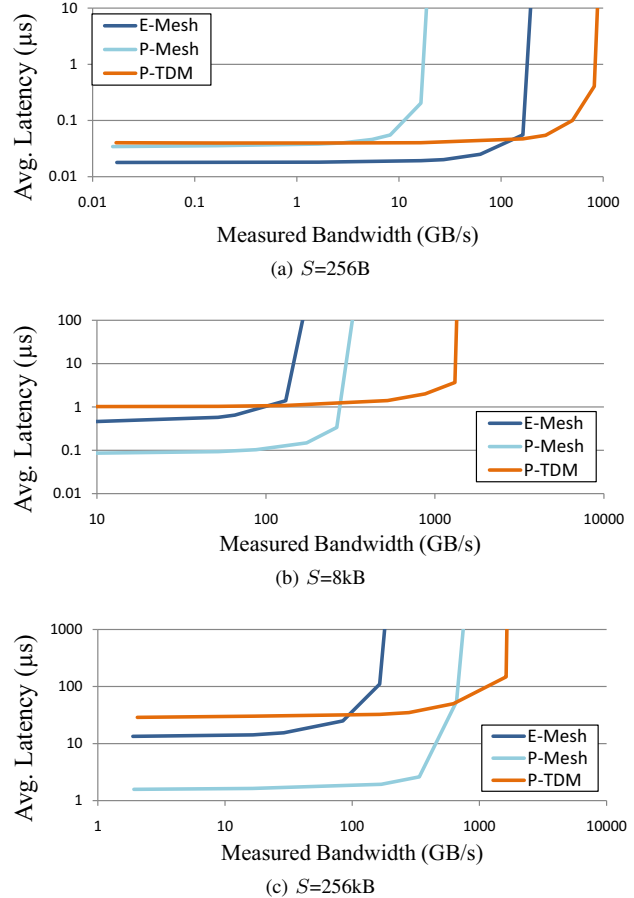 Avg. Latency (µs)
10
1
0.1
0.01
E-Mesh
P-Mesh
P-TDM
0.01 0.1 1 10 100 1000
Measured Bandwidth (GB/s)
(a) S=256B
Avg. Latency (µs)
100
10
1
0.1
0.01
E-Mesh
P-Mesh
P-TDM
10 100 1000 10000
Measured Bandwidth (GB/s)
(b) S=8kB
Avg. Latency (µs)
1000
100
10
1
E-Mesh
P-Mesh
P-TDM
1 10 100 1000 10000
Measured Bandwidth (GB/s)
(c) S=256kB